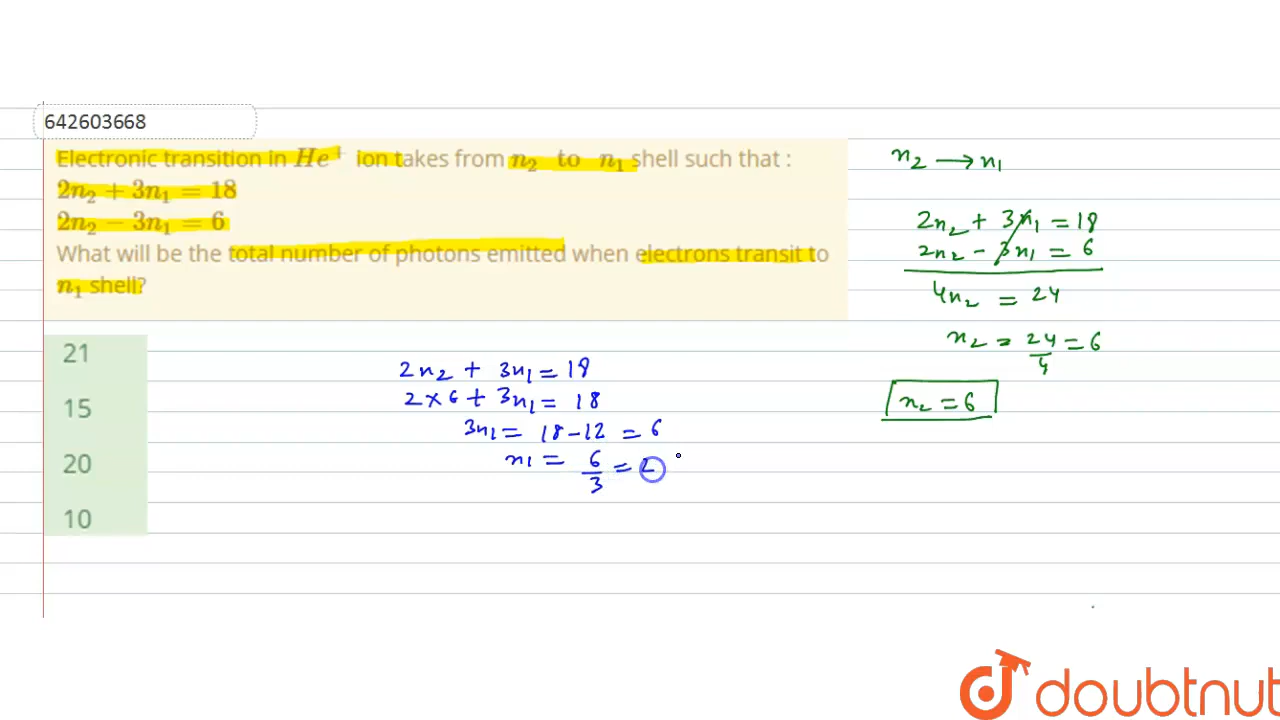 642603668
Electronic transition in He⁺ ion takes from n₂ to n₁ shell such that :
2n₂ + 3n₁ = 18
2n₂ − 3n₁ = 6
What will be the total number of photons emitted when electrons transit to
n₁ shell?
21
15
20
10
2n₂ + 3n₁ = 18
2 × 6 + 3n₁ = 18
3n₁ = 18 - 12 = 6
n₁ = 6/3 = 2
n₂ → n₁
2n₂ + 3n₁ = 18
2n₂ - 3n₁ = 6
4n₂ = 24
n₂ = 24/4 = 6
n₂ = 6
doubtnut